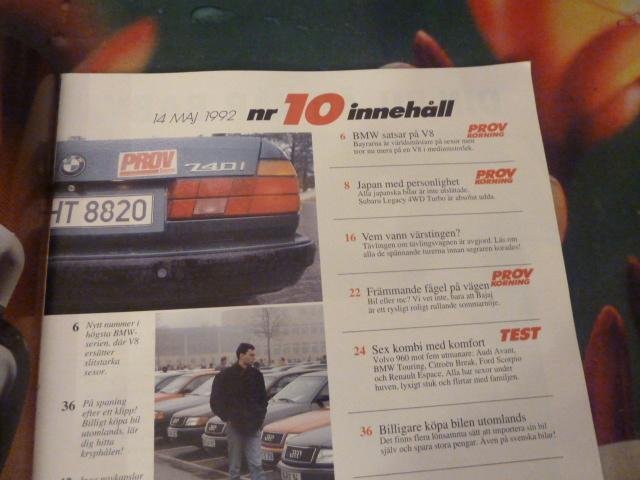 14 MAJ 1992 nr 10 innehåll
PROV
740i
HT 8820
6 Nytt nummer i
högsta BMW-
serien, där V8
ersätter
slitstarka
sexor.
36 På spaning
efter ett klipp!
Billigt köpa bil
utomlands, lär
dig hitta
kryphålen!
6 BMW satsar på V8
PROV
KÖRNING
Bayrarna är världsmästare på sexor men
tror nu mera på en V8 i mediumstorlek.
8 Japan med personlighet
PROV
KÖRNING
Alla japanska bilar är inte utslätade,
Subaru Legacy 4WD Turbo är absolut udda.
16 Vem vann värstingen?
Tävlingen om tävlingsvagnen är avgjord. Läs om
alla de spännande turerna innan segraren korades!
22 Främmande fågel på vägen
PROV
KÖRNING
Bil eller mc? Vi vet inte, bara att Bajaj
är ett rysligt roligt rullande sommarnöje.
TEST
24 Sex kombi med komfort
Volvo 960 mot fem utmanare: Audi Avant,
BMW Touring, Citroën Break, Ford Scorpio
och Renault Espace. Alla har sexor under
huven, lyxigt stuk och flirtar med familjen.
36 Billigare köpa bilen utomlands
Det finns flera lönsamma sätt att importera sin bil
själv och spara stora pengar. Även på svenska bilar!